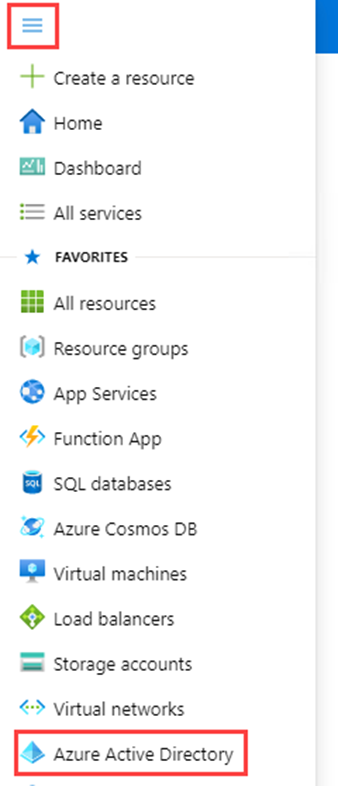 Create a resource
Home
Dashboard
All services
FAVORITES
All resources
Resource groups
App Services
Function App
SQL
SQL databases
Azure Cosmos DB
Virtual machines
Load balancers
Storage accounts
Virtual networks
Azure Active Directory